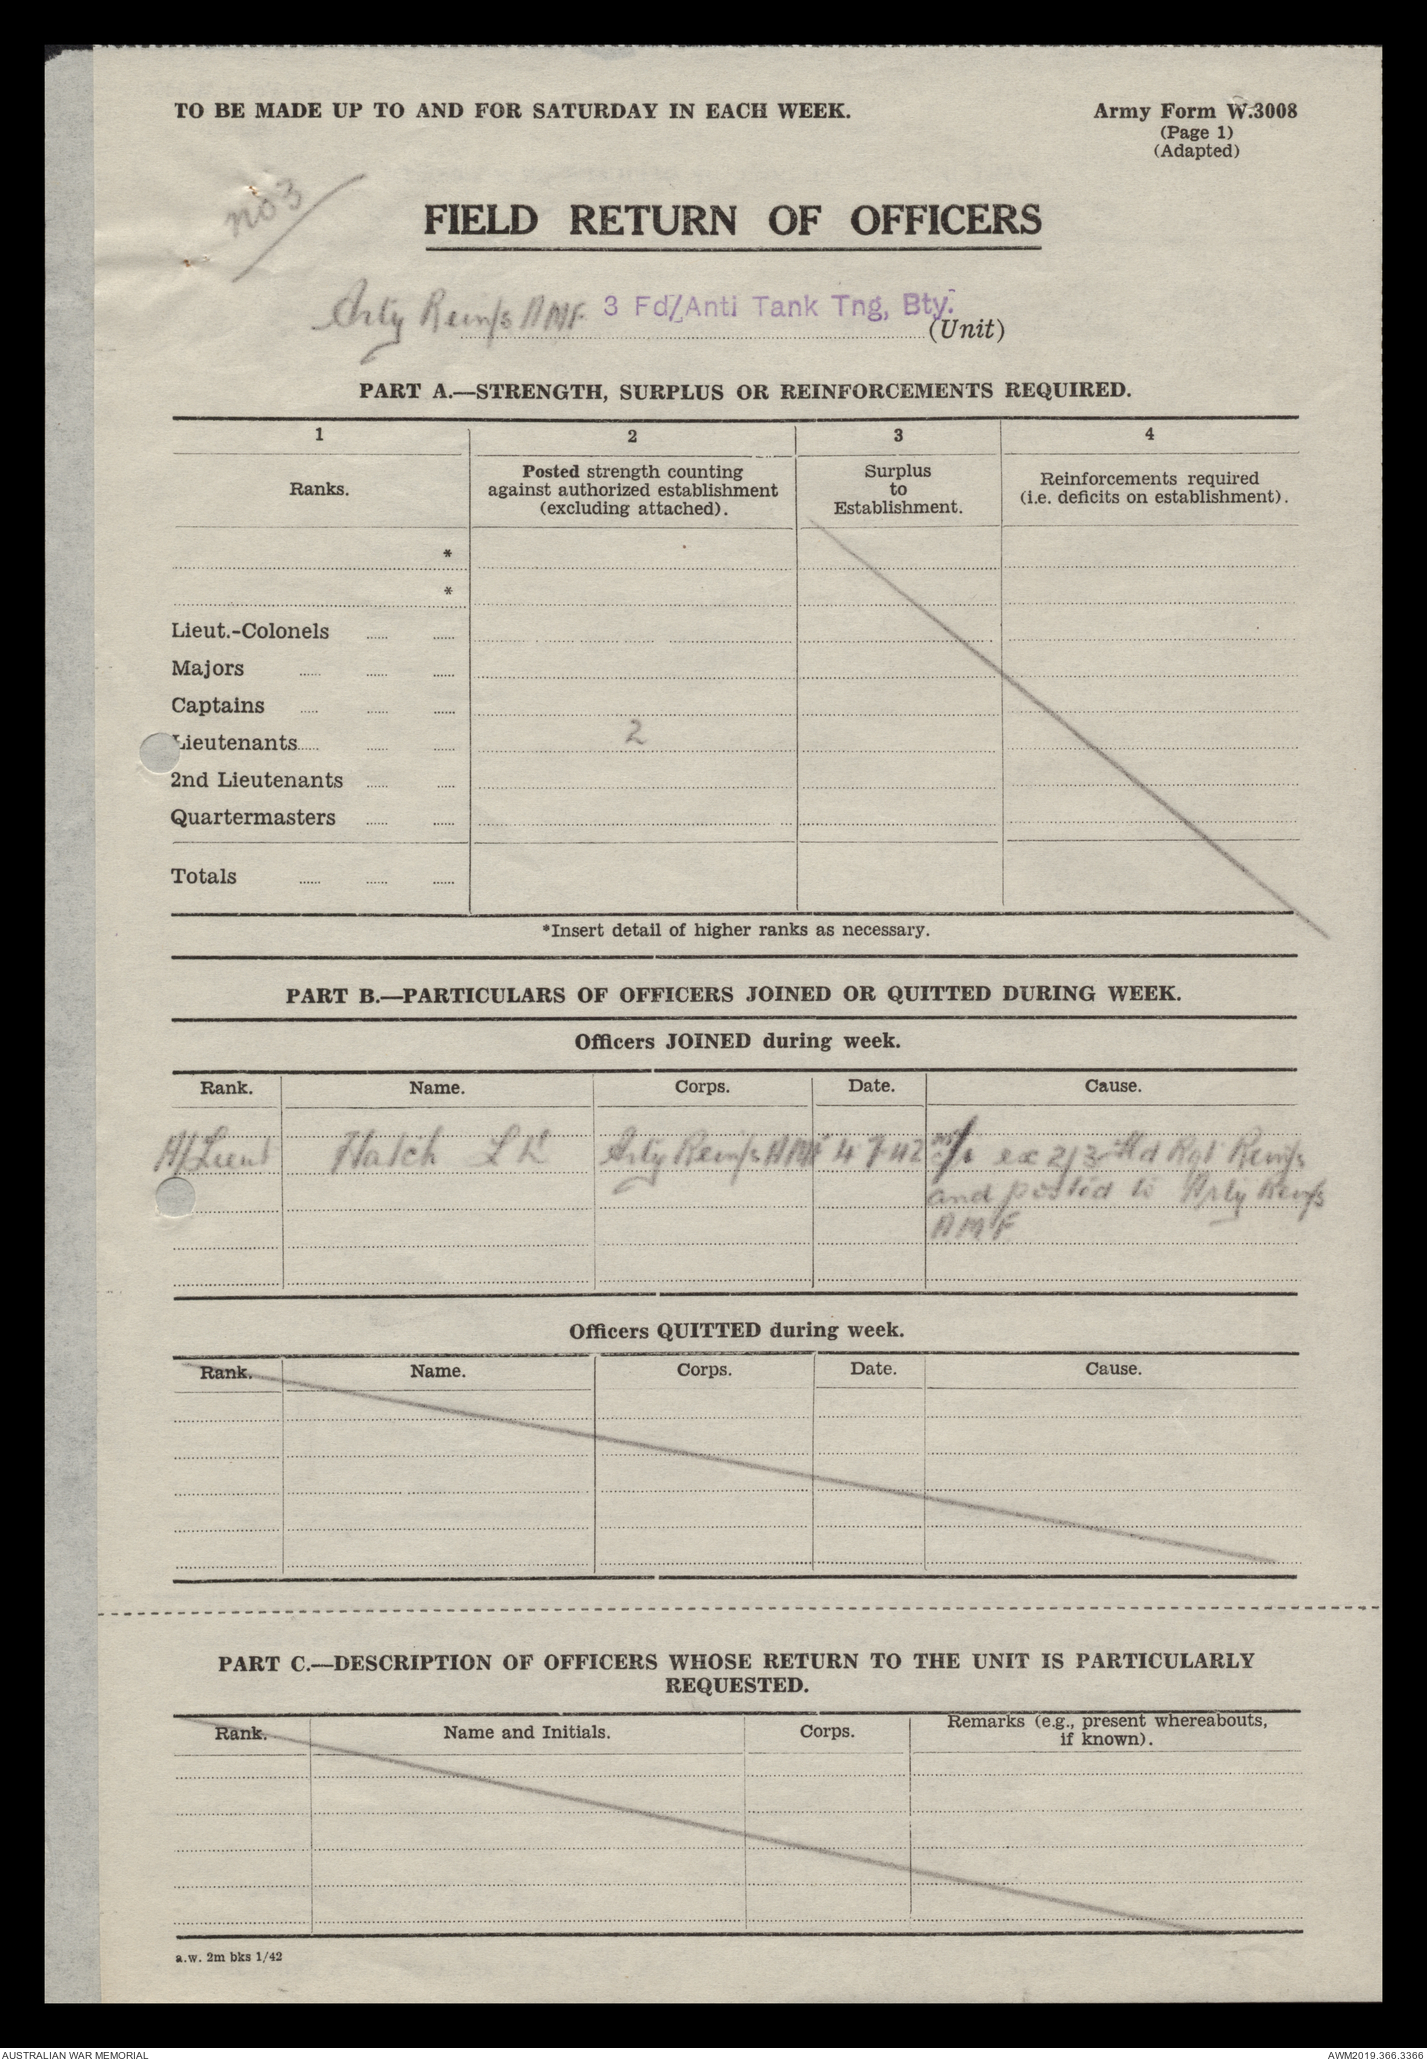 TO BE MADE UP TO AND FOR SATURDAY IN EACH WEEK.
Army Form W.3008
(Page 1)
(Adapted)
no 3
FIELD RETURN OF OFFICERS
Arty Reinfs AMF 3 Fd/Anti Tank Tng, Bty. (Unit)
PART A.—STRENGTH, SURPLUS OR REINFORCEMENTS REQUIRED.
1 2 3 4
Ranks.
Posted strength counting
against authorized establishment
(excluding attached).
Surplus
to
Establishment.
Reinforcements required
(i.e. deficits on establishment).
*
*
Lieut.-Colonels
Majors
Captains
Lieutenants 2
2nd Lieutenants
Quartermasters
Totals
*Insert detail of higher ranks as necessary.
PART B.—PARTICULARS OF OFFICERS JOINED OR QUITTED DURING WEEK.
Officers JOINED during week.
Rank. Name. Corps. Date. Cause.
A/Lieut Hatch L Arty Reinfs AMF 4 7 42 ex 2/3 Fd Rgt Reinfs
and posted to Arty Reinfs
AMF
Officers QUITTED during week.
Rank. Name. Corps. Date. Cause.
PART C.—DESCRIPTION OF OFFICERS WHOSE RETURN TO THE UNIT IS PARTICULARLY
REQUESTED.
Rank. Name and Initials. Corps. Remarks (e.g., present whereabouts,
if known).
a.w. 2m bks 1/42
AUSTRALIAN WAR MEMORIAL
AWM2019.366.3366